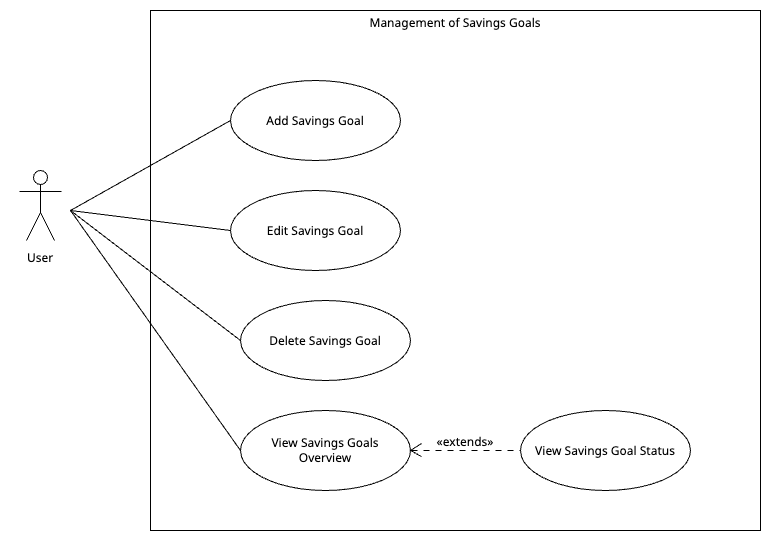 Management of Savings Goals
Add Savings Goal
Edit Savings Goal
User
Delete Savings Goal
View Savings Goals
Overview
«extends»
View Savings Goal Status